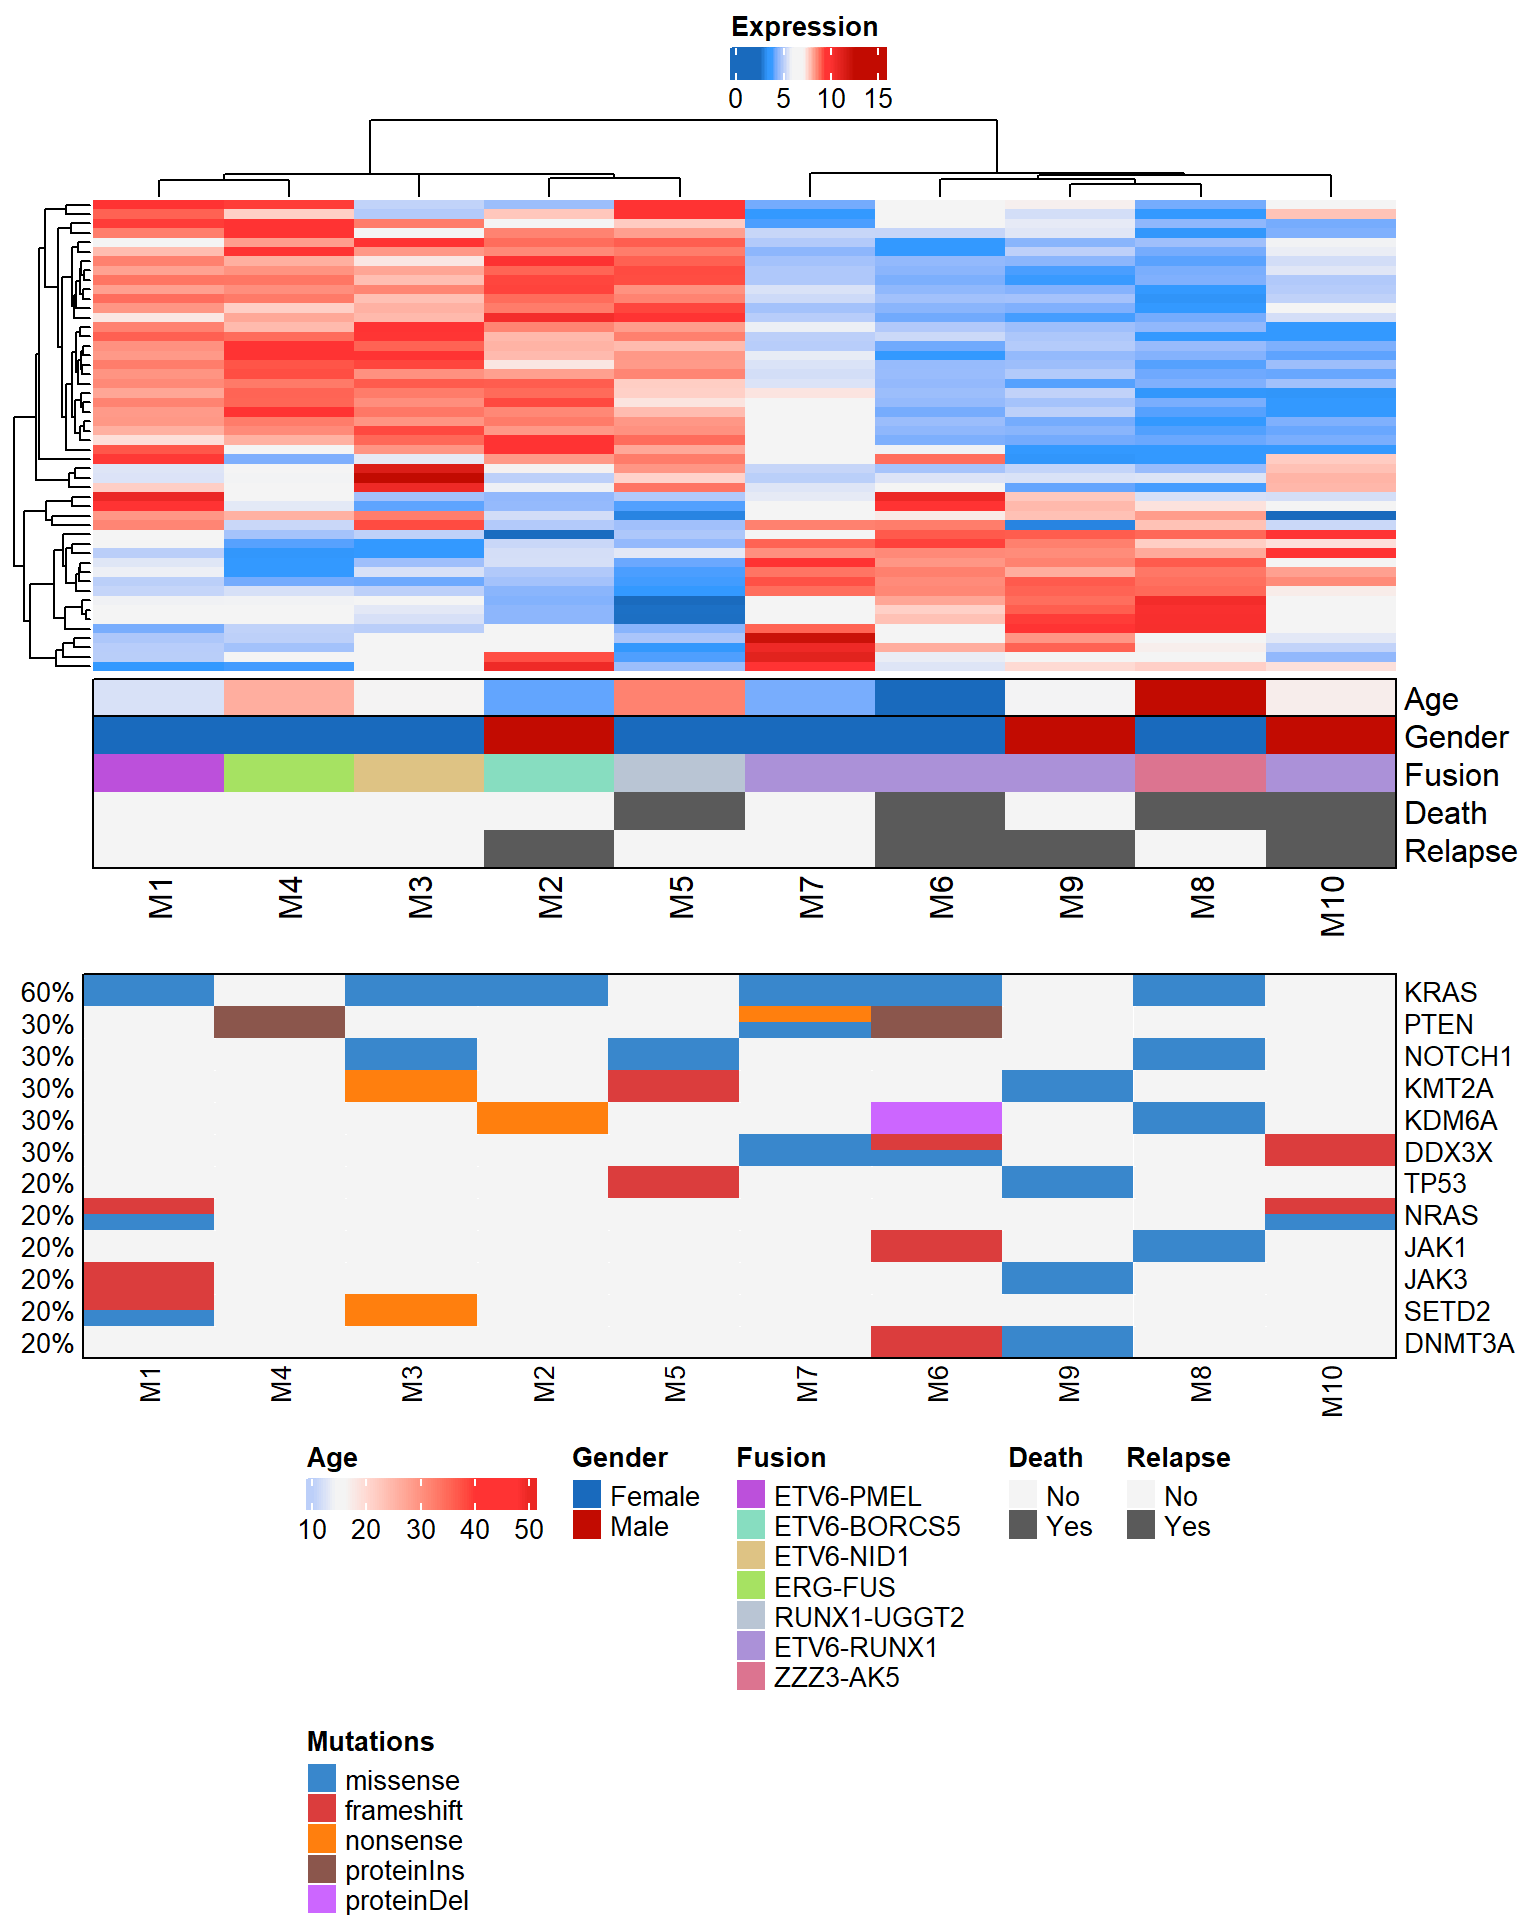 Expression
0 5 10 15
Age
Gender
Fusion
Death
Relapse
M1 M4 M3 M2 M5 M7 M6 M9 M8 M10
60% KRAS
30% PTEN
30% NOTCH1
30% KMT2A
30% KDM6A
30% DDX3X
20% TP53
20% NRAS
20% JAK1
20% JAK3
20% SETD2
20% DNMT3A
M1 M4 M3 M2 M5 M7 M6 M9 M8 M10
Age
10 20 30 40 50
Gender
Female
Male
Fusion
ETV6-PMEL
ETV6-BORCS5
ETV6-NID1
ERG-FUS
RUNX1-UGGT2
ETV6-RUNX1
ZZZ3-AK5
Death
No
Yes
Relapse
No
Yes
Mutations
missense
frameshift
nonsense
proteinIns
proteinDel